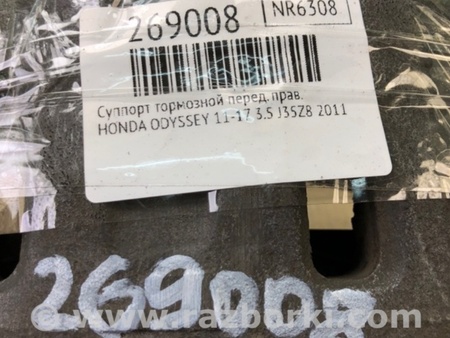 269008
NR6308
Суппорт тормозной перед. прав.
HONDA ODYSSEY 11-17 3.5 J35Z8 2011
269008
© www.razborki.com